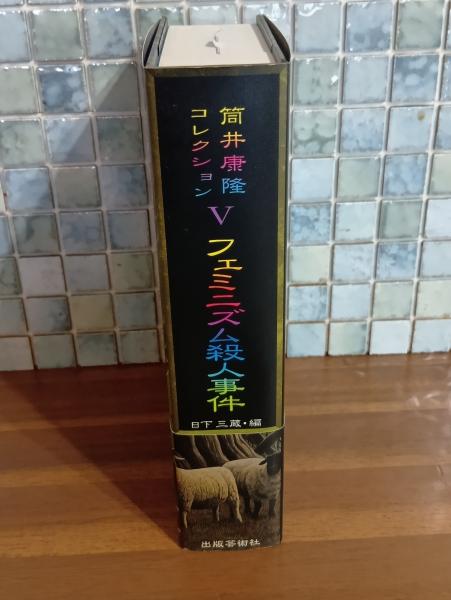 筒井康隆
コレクション
V
フェミニズム殺人事件
日下三蔵・編
出版芸術社